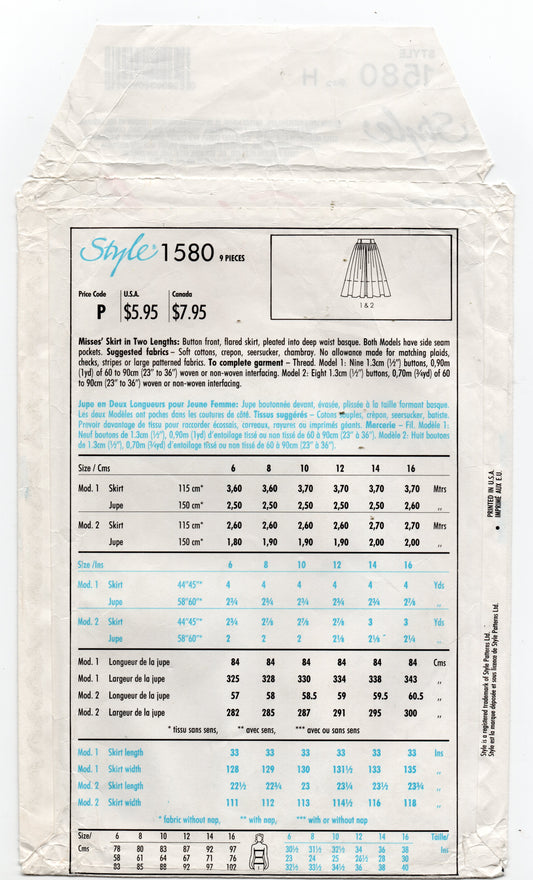 STYLE
1580 SIZE H
Style
Style® 1580 9 PIECES
Price Code U.S.A. Canada
P $5.95 $7.95
1 & 2
Misses' Skirt in Two Lengths: Button front, flared skirt, pleated into deep waist basque. Both Models have side seam
pockets. Suggested fabrics – Soft cottons, crepon, seersucker, chambray. No allowance made for matching plaids,
checks, stripes or large patterned fabrics. To complete garment – Thread. Model 1: Nine 1.3cm (½") buttons, 0,90m
(1yd) of 60 to 90cm (23" to 36") woven or non-woven interfacing. Model 2: Eight 1.3cm (½") buttons, 0,70m (¾yd) of 60
to 90cm (23" to 36") woven or non-woven interfacing.
Jupe en Deux Longueurs pour Jeune Femme: Jupe boutonnée devant, évasée, plissée à la taille formant basque.
Les deux Modèles ont poches dans les coutures de côté. Tissus suggérés – Cotons souples, crépon, seersucker, batiste.
Prevoir davantage de tissu pour raccorder écossais, carreaux, rayures ou imprimés géants. Mercerie – Fil. Modèle 1:
Neuf boutons de 1.3cm (½"), 0,90m (1yd) d'entoilage tissé ou non tissé de 60 à 90cm (23" à 36"). Modèle 2: Huit boutons
de 1.3cm (½"), 0,70m (¾yd) d'entoilage tissé ou non tissé de 60 à 90cm (23" à 36").
Size / Cms 6 8 10 12 14 16
Mod. 1 Skirt 115 cm* 3,60 3,60 3,70 3,70 3,70 3,70 Mtrs
Jupe 150 cm* 2,50 2,50 2,50 2,50 2,50 2,60 ,,
Mod. 2 Skirt 115 cm* 2,60 2,60 2,60 2,60 2,70 2,70 Mtrs
Jupe 150 cm* 1,80 1,90 1,90 1,90 2,00 2,00 ,,
Size /Ins 6 8 10 12 14 16
Mod. 1 Skirt 44"45"* 4 4 4 4 4 4 Yds
Jupe 58"60"* 2¾ 2¾ 2¾ 2¾ 2¾ 2⅞ ,,
Mod. 2 Skirt 44"45"* 2¾ 2⅞ 2⅞ 2⅞ 3 3 Yds
Jupe 58"60"* 2 2 2 2⅛ 2⅛ 2¼ ,,
Mod. 1 Longueur de la jupe 84 84 84 84 84 84 Cms
Mod. 1 Largeur de la jupe 325 328 330 334 338 343 ,,
Mod. 2 Longueur de la jupe 57 58 58.5 59 59.5 60.5 ,,
Mod. 2 Largeur de la jupe 282 285 287 291 295 300 ,,
* tissu sans sens, ** avec sens, *** avec ou sans sens
Mod. 1 Skirt length 33 33 33 33 33 33 Ins
Mod. 1 Skirt width 128 129 130 131½ 133 135 ,,
Mod. 2 Skirt length 22½ 22¾ 23 23¼ 23½ 23¾ ,,
Mod. 2 Skirt width 111 112 113 114½ 116 118 ,,
* fabric without nap, ** with nap, *** with or without nap
Size/ 6 8 10 12 14 16 6 8 10 12 14 16 Taille/
Cms 78 80 83 87 92 97 30½ 31½ 32½ 34 36 38 Ins
58 61 64 67 71 76 23 24 25 26½ 28 30
83 85 88 92 97 102 32½ 33½ 34½ 36 38 40
• PRINTED IN U.S.A.
IMPRIMÉ AUX E.U.
Style is a registered trademark of Style Patterns Ltd.
Style est la marque déposée et sous licence de Style Patterns Ltd.